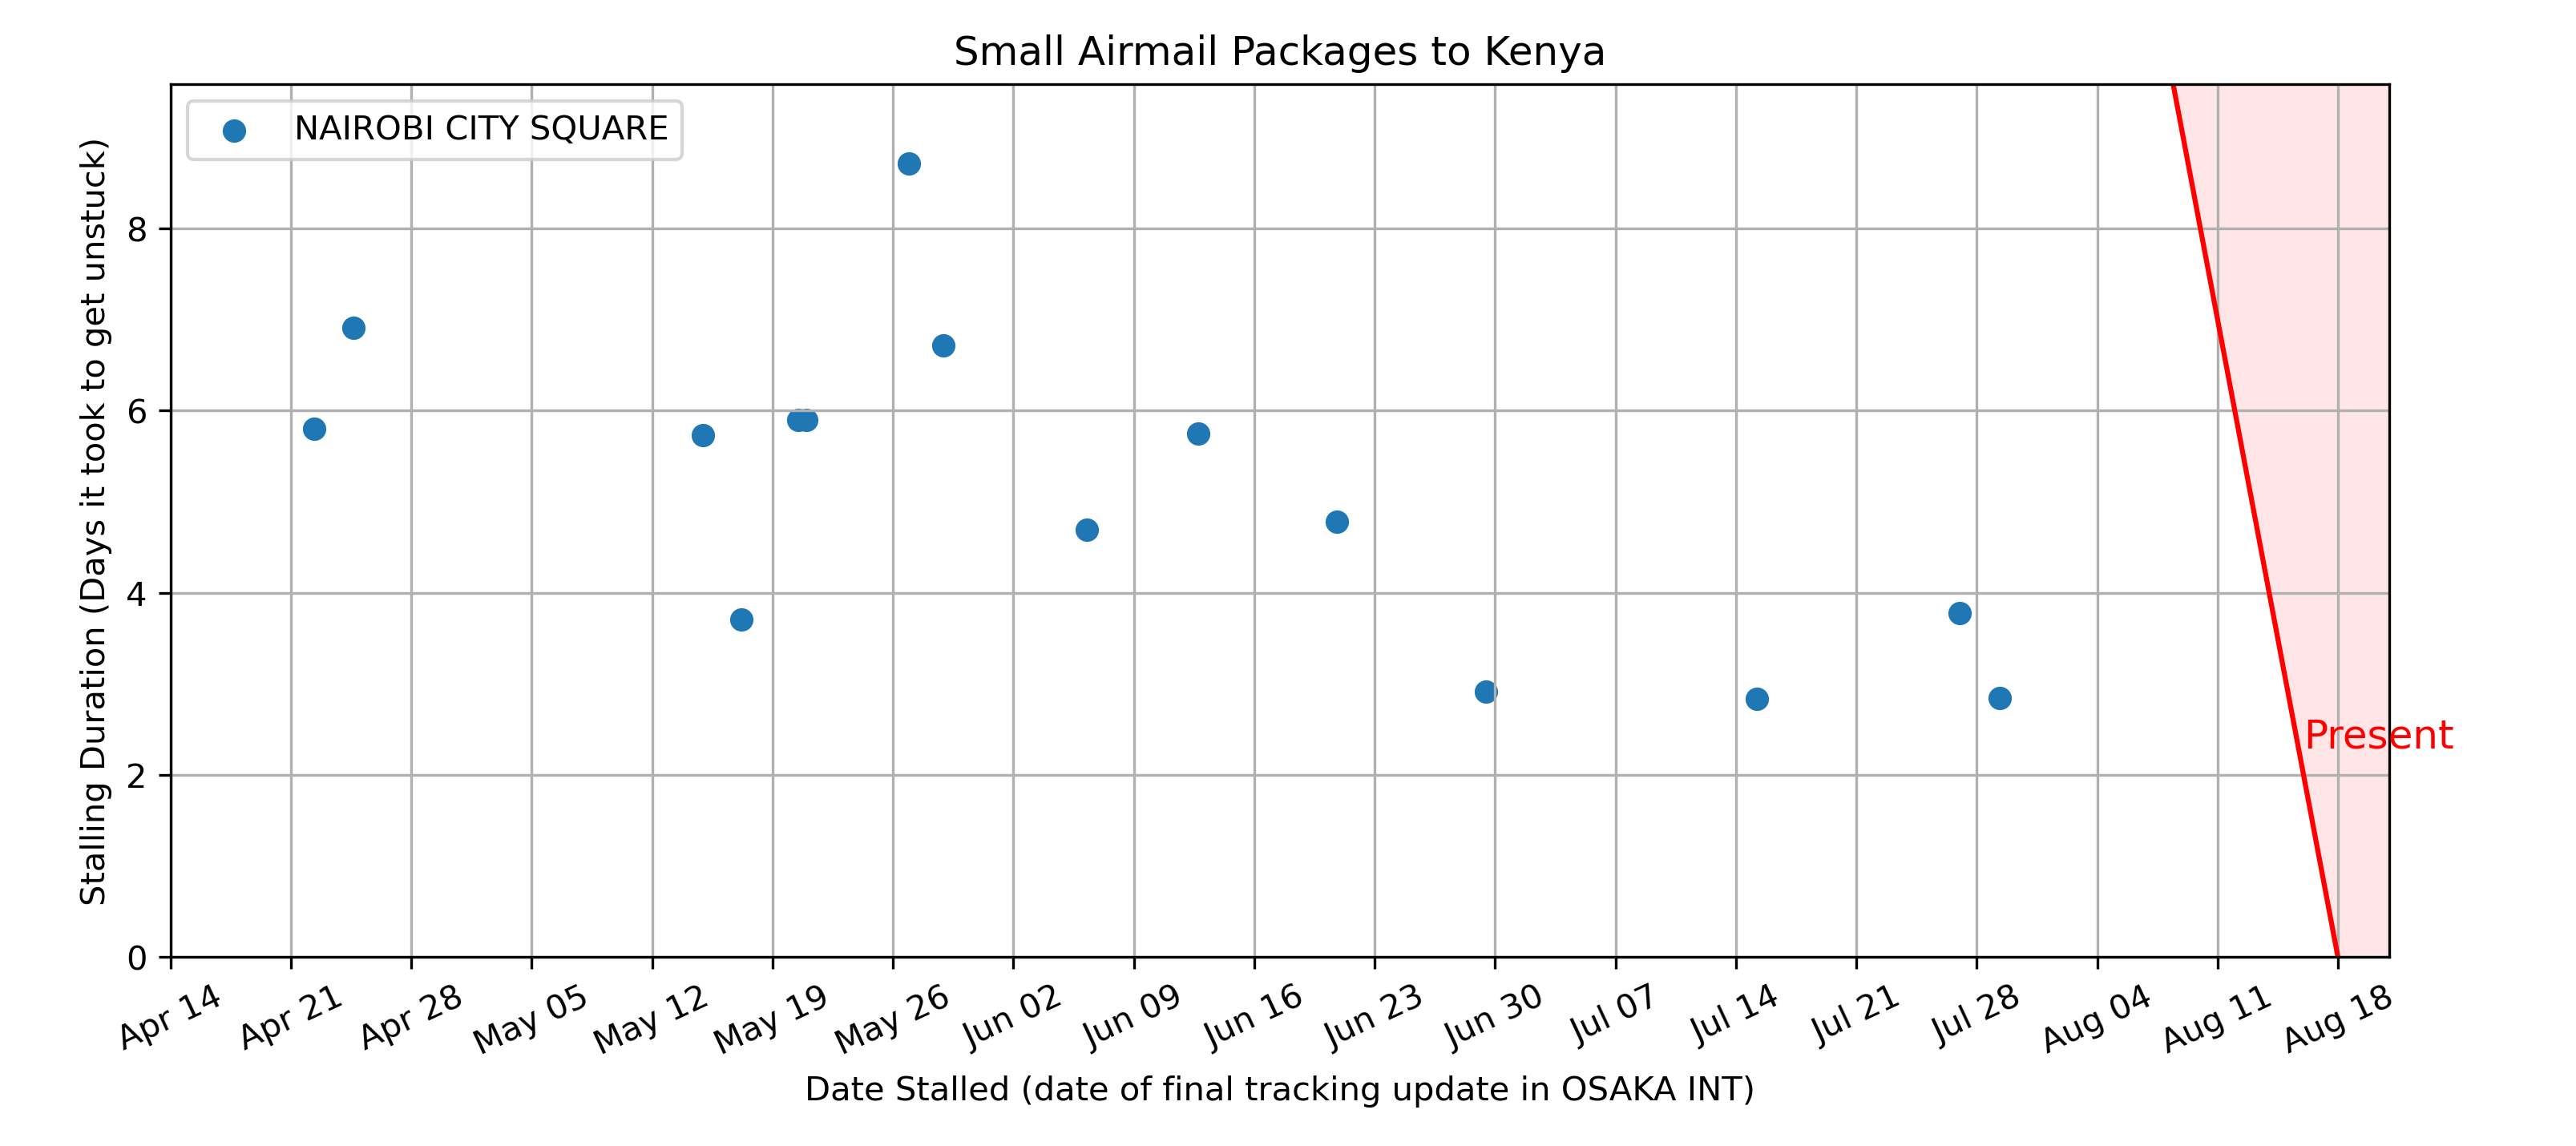 Small Airmail Packages to Kenya
NAIROBI CITY SQUARE
Stalling Duration (Days it took to get unstuck)
8
6
4
2
0
Present
Apr 14
Apr 21
Apr 28
May 05
May 12
May 19
May 26
Jun 02
Jun 09
Jun 16
Jun 23
Jun 30
Jul 07
Jul 14
Jul 21
Jul 28
Aug 04
Aug 11
Aug 18
Date Stalled (date of final tracking update in OSAKA INT)